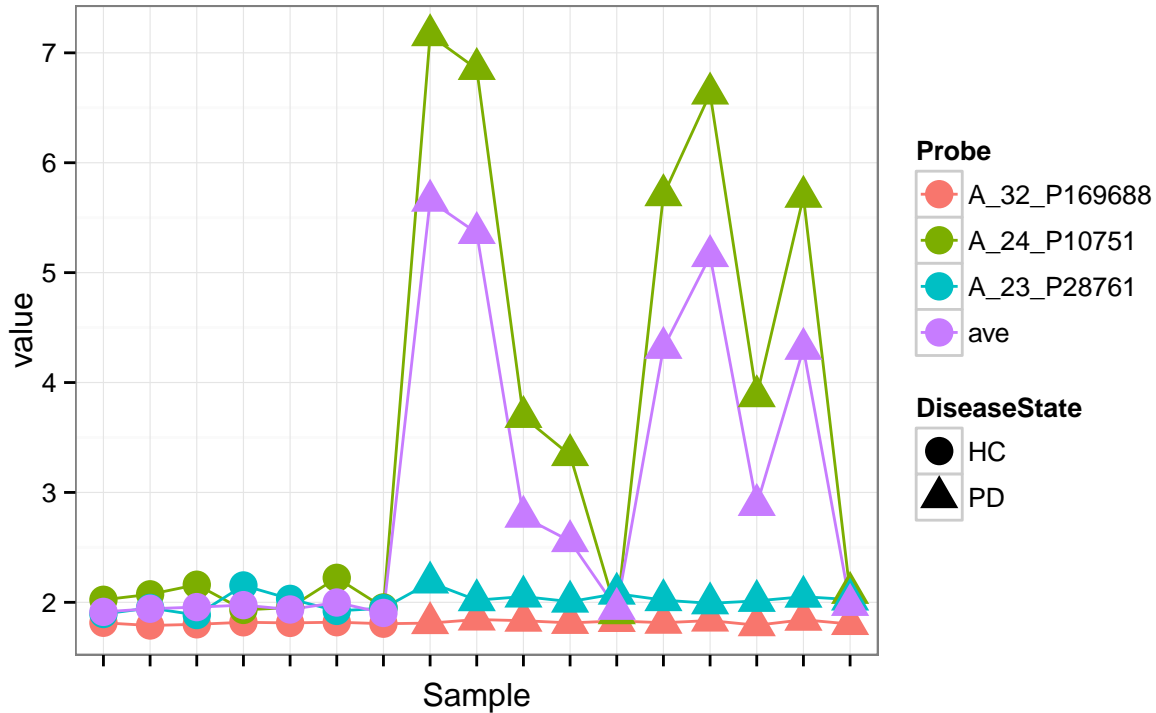 7
6
5
4
3
2
value
Sample
Probe
A_32_P169688
A_24_P10751
A_23_P28761
ave
DiseaseState
HC
PD